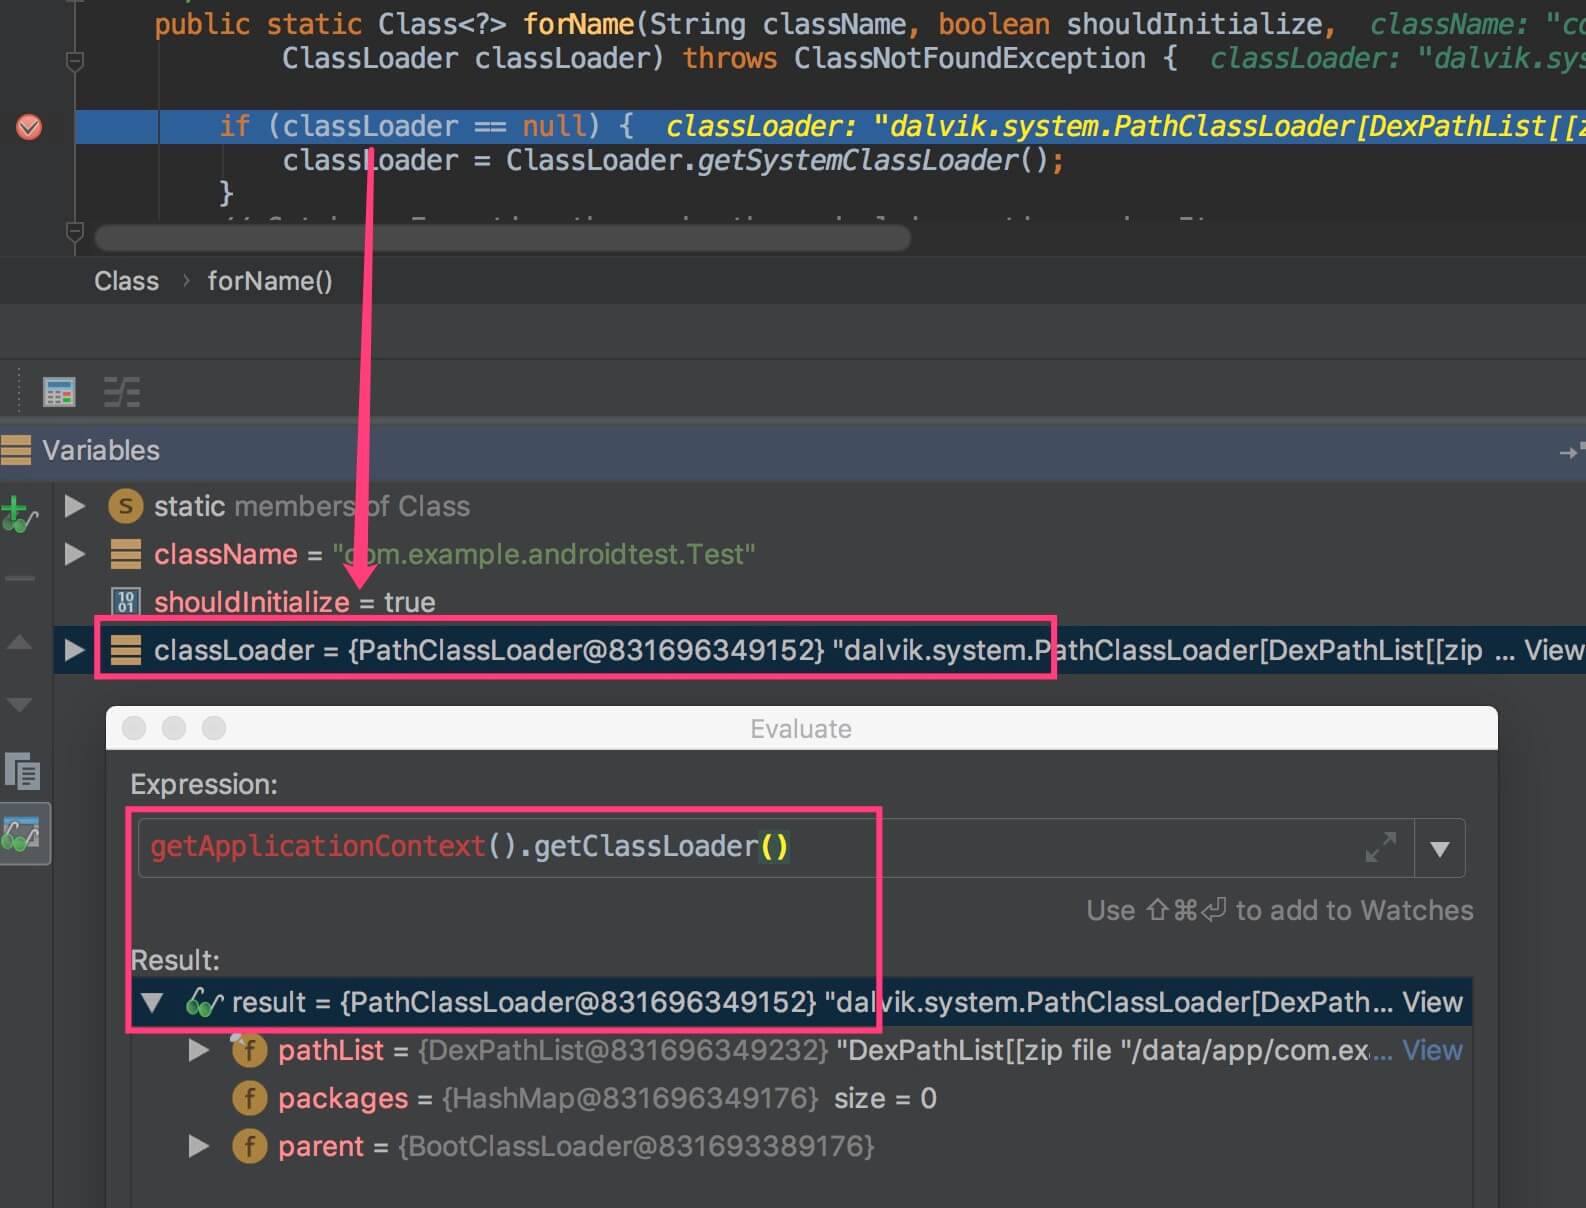 public static Class<?> forName(String className, boolean shouldInitialize, className: "co
ClassLoader classLoader) throws ClassNotFoundException { classLoader: "dalvik.sys
if (classLoader == null) { classLoader: "dalvik.system.PathClassLoader[DexPathList[[z
classLoader = ClassLoader.getSystemClassLoader();
}
Class › forName()
Variables
static members of Class
className = "com.example.androidtest.Test"
shouldInitialize = true
classLoader = {PathClassLoader@831696349152} "dalvik.system.PathClassLoader[DexPathList[[zip ... View
Evaluate
Expression:
getApplicationContext().getClassLoader()
Use ⇧⌘⏎ to add to Watches
Result:
result = {PathClassLoader@831696349152} "dalvik.system.PathClassLoader[DexPath... View
pathList = {DexPathList@831696349232} "DexPathList[[zip file "/data/app/com.ex... View
packages = {HashMap@831696349176} size = 0
parent = {BootClassLoader@831693389176}